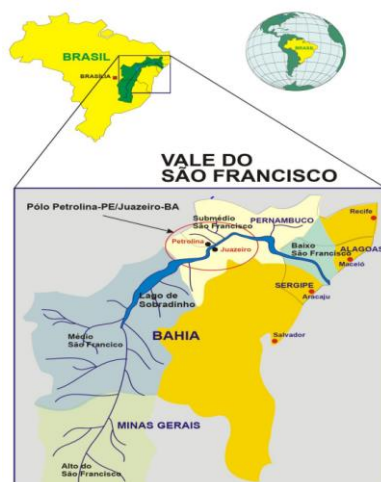 BRASIL
BRASÍLIA
BRASIL
VALE DO
SÃO FRANCISCO
Pólo Petrolina-PE/Juazeiro-BA
Submédio
São Francisco
PERNAMBUCO
Recife
Petrolina
Juazeiro
Baixo
São Francisco
ALAGOAS
Maceió
Lago de
Sobradinho
SERGIPE
Aracaju
Salvador
BAHIA
Médio
São Francico
MINAS GERAIS
Alto do
São Francisco